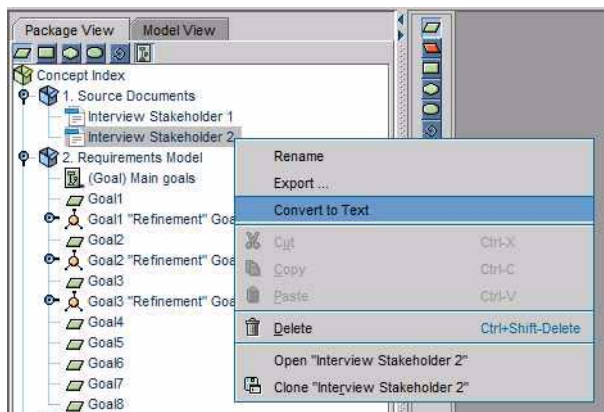 Package View Model View
Concept Index
1. Source Documents
Interview Stakeholder 1
Interview Stakeholder 2
2. Requirements Model
(Goal) Main goals
Goal1
Goal1 "Refinement" Goa
Goal2
Goal2 "Refinement" Goa
Goal3
Goal3 "Refinement" Goa
Goal4
Goal5
Goal6
Goal7
Goal8
Rename
Export ...
Convert to Text
Cut Ctrl-X
Copy Ctrl-C
Paste Ctrl-V
Delete Ctrl+Shift-Delete
Open "Interview Stakeholder 2"
Clone "Interview Stakeholder 2"